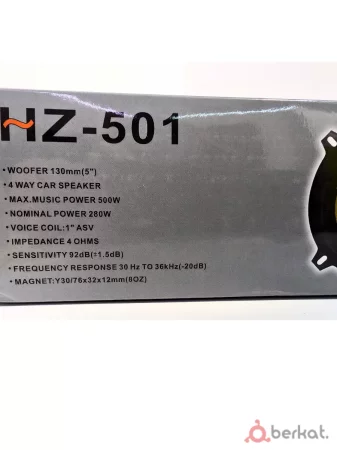 HZ-501
• WOOFER 130mm(5")
• 4 WAY CAR SPEAKER
• MAX.MUSIC POWER 500W
• NOMINAL POWER 280W
• VOICE COIL:1" ASV
• IMPEDANCE 4 OHMS
• SENSITIVITY 92dB(±1.5dB)
• FREQUENCY RESPONSE 30 Hz TO 36kHz(-20dB)
• MAGNET:Y30/76x32x12mm(8OZ)
berkat.